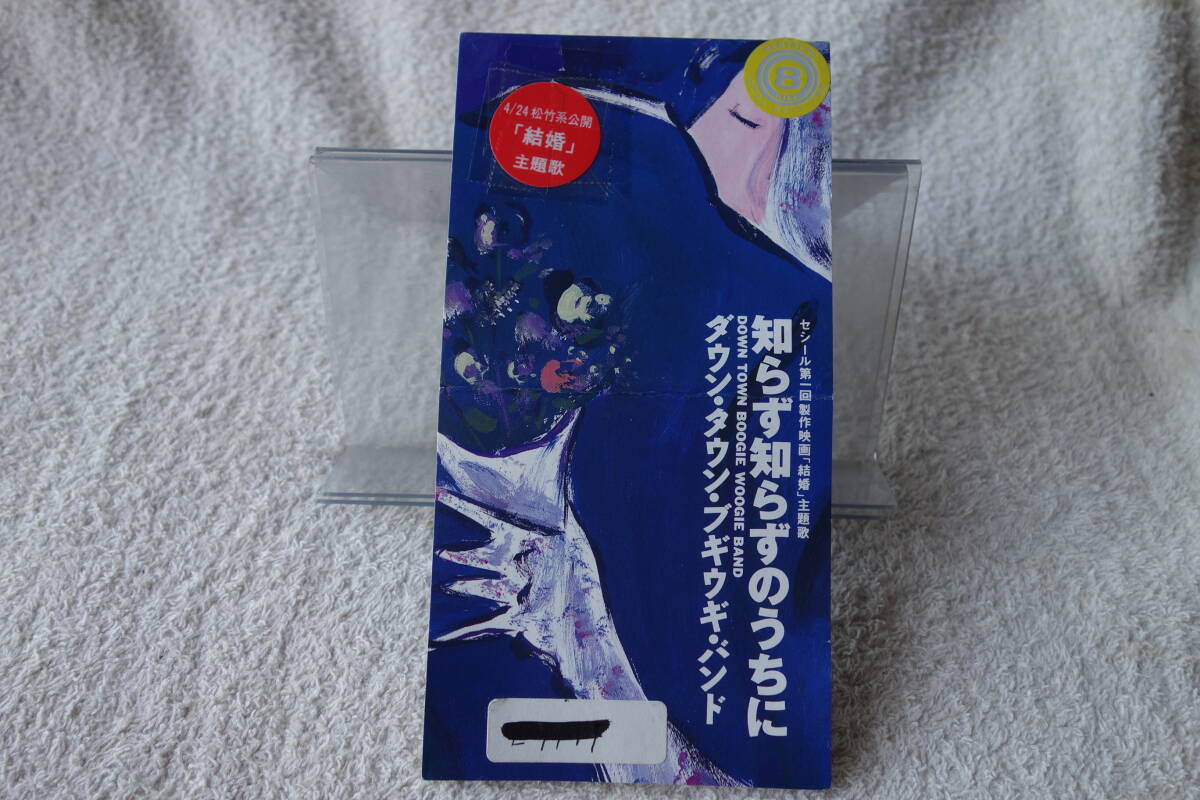 4/24 松竹系公開
「結婚」
主題歌
8
セシール第一回製作映画「結婚」主題歌
知らず知らずのうちに
DOWN TOWN BOOGIE WOOGIE BAND
ダウン・タウン・ブギウギ・バンド